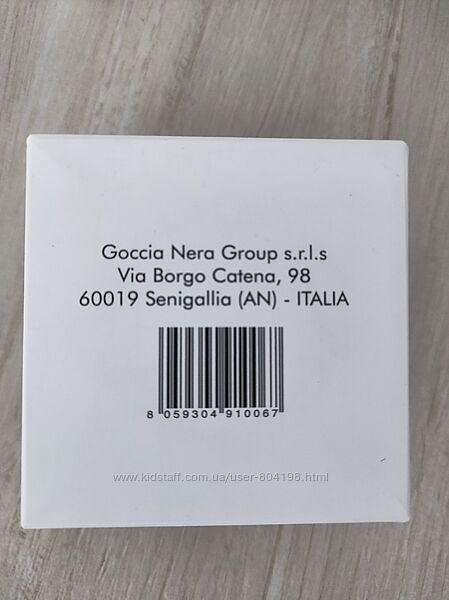 Goccia Nera Group s.r.l.s
Via Borgo Catena, 98
60019 Senigallia (AN) - ITALIA
8 059304 910067
www.kidstaff.com.ua/user-804198.html